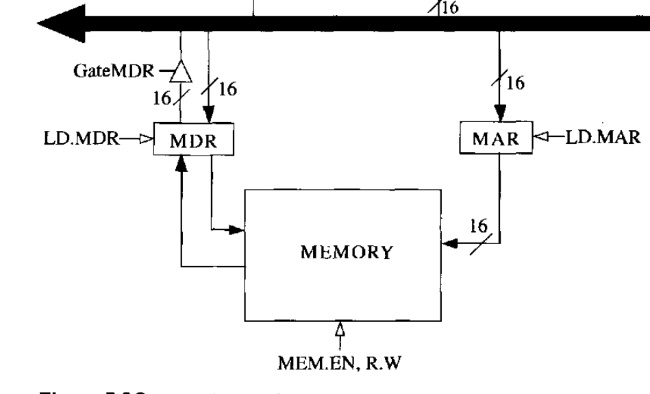 16
GateMDR
16
16
16
LD.MDR
MDR
MAR
LD.MAR
16
MEMORY
MEM.EN, R.W